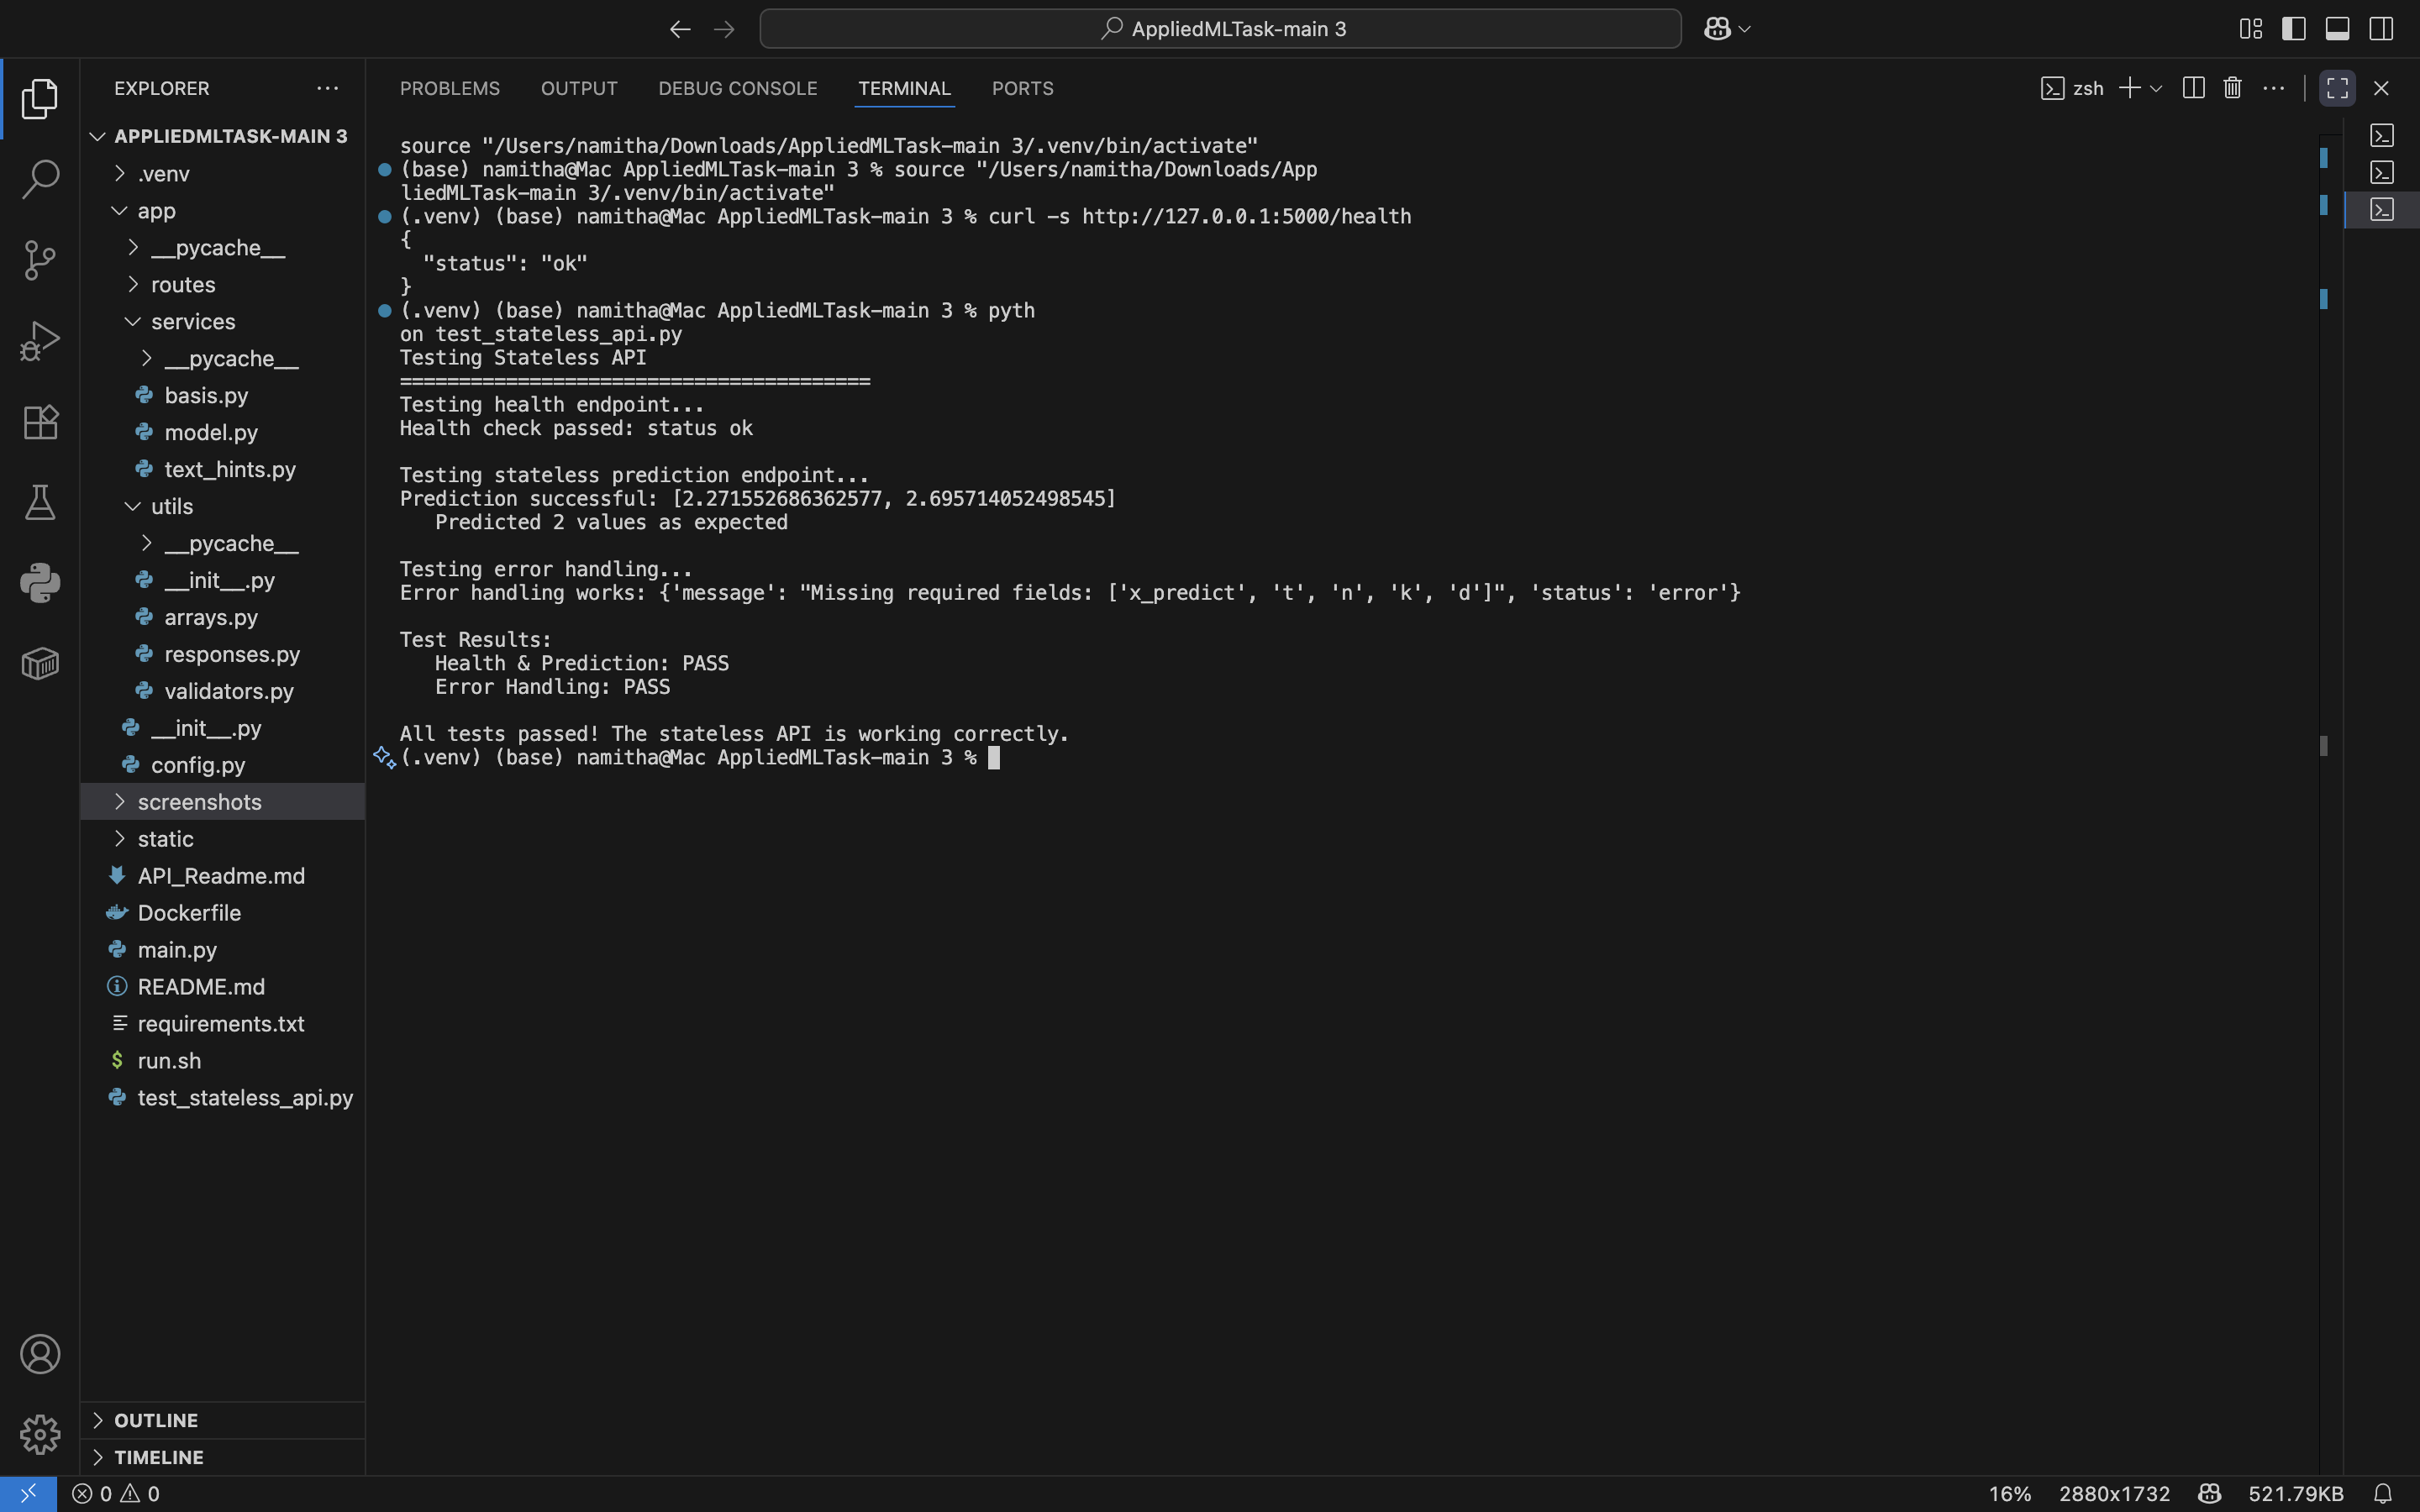 AppliedMLTask-main 3
EXPLORER
APPLIEDMLTASK-MAIN 3
.venv
app
__pycache__
routes
services
__pycache__
basis.py
model.py
text_hints.py
utils
__pycache__
__init__.py
arrays.py
responses.py
validators.py
__init__.py
config.py
screenshots
static
API_Readme.md
Dockerfile
main.py
README.md
requirements.txt
$ run.sh
test_stateless_api.py
OUTLINE
TIMELINE
PROBLEMS OUTPUT DEBUG CONSOLE TERMINAL PORTS
zsh
source "/Users/namitha/Downloads/AppliedMLTask-main 3/.venv/bin/activate"
(base) namitha@Mac AppliedMLTask-main 3 % source "/Users/namitha/Downloads/App
liedMLTask-main 3/.venv/bin/activate"
(.venv) (base) namitha@Mac AppliedMLTask-main 3 % curl -s http://127.0.0.1:5000/health
{
"status": "ok"
}
(.venv) (base) namitha@Mac AppliedMLTask-main 3 % pyth
on test_stateless_api.py
Testing Stateless API
========================================
Testing health endpoint...
Health check passed: status ok
Testing stateless prediction endpoint...
Prediction successful: [2.271552686362577, 2.695714052498545]
Predicted 2 values as expected
Testing error handling...
Error handling works: {'message': "Missing required fields: ['x_predict', 't', 'n', 'k', 'd']", 'status': 'error'}
Test Results:
Health & Prediction: PASS
Error Handling: PASS
All tests passed! The stateless API is working correctly.
(.venv) (base) namitha@Mac AppliedMLTask-main 3 %
0 0
16% 2880x1732 521.79KB